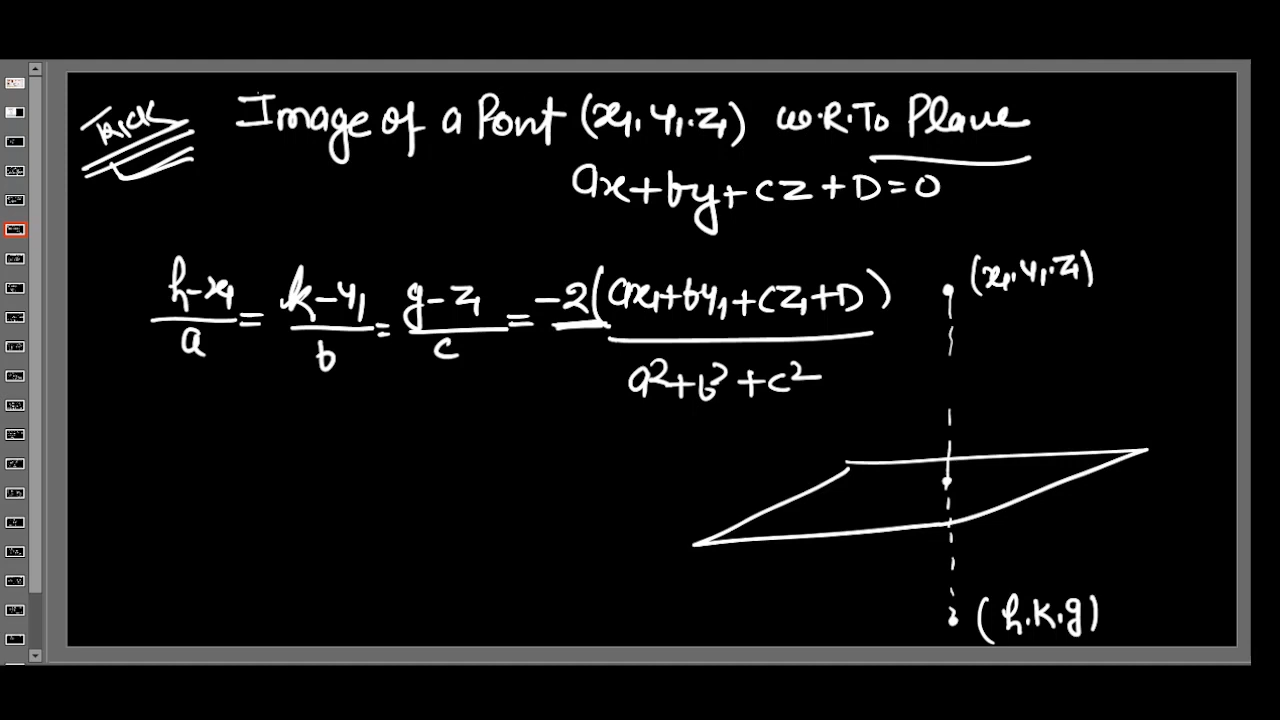 Trick
Image of a Pont (x₁, y₁, z₁) w.R.To Plane
ax+by+cz+D=0
(x₁, y₁, z₁)
h-x₁/a = k-y₁/b = g-z₁/c = -2(ax₁+by₁+cz₁+D)/a²+b²+c²
(h, k, g)